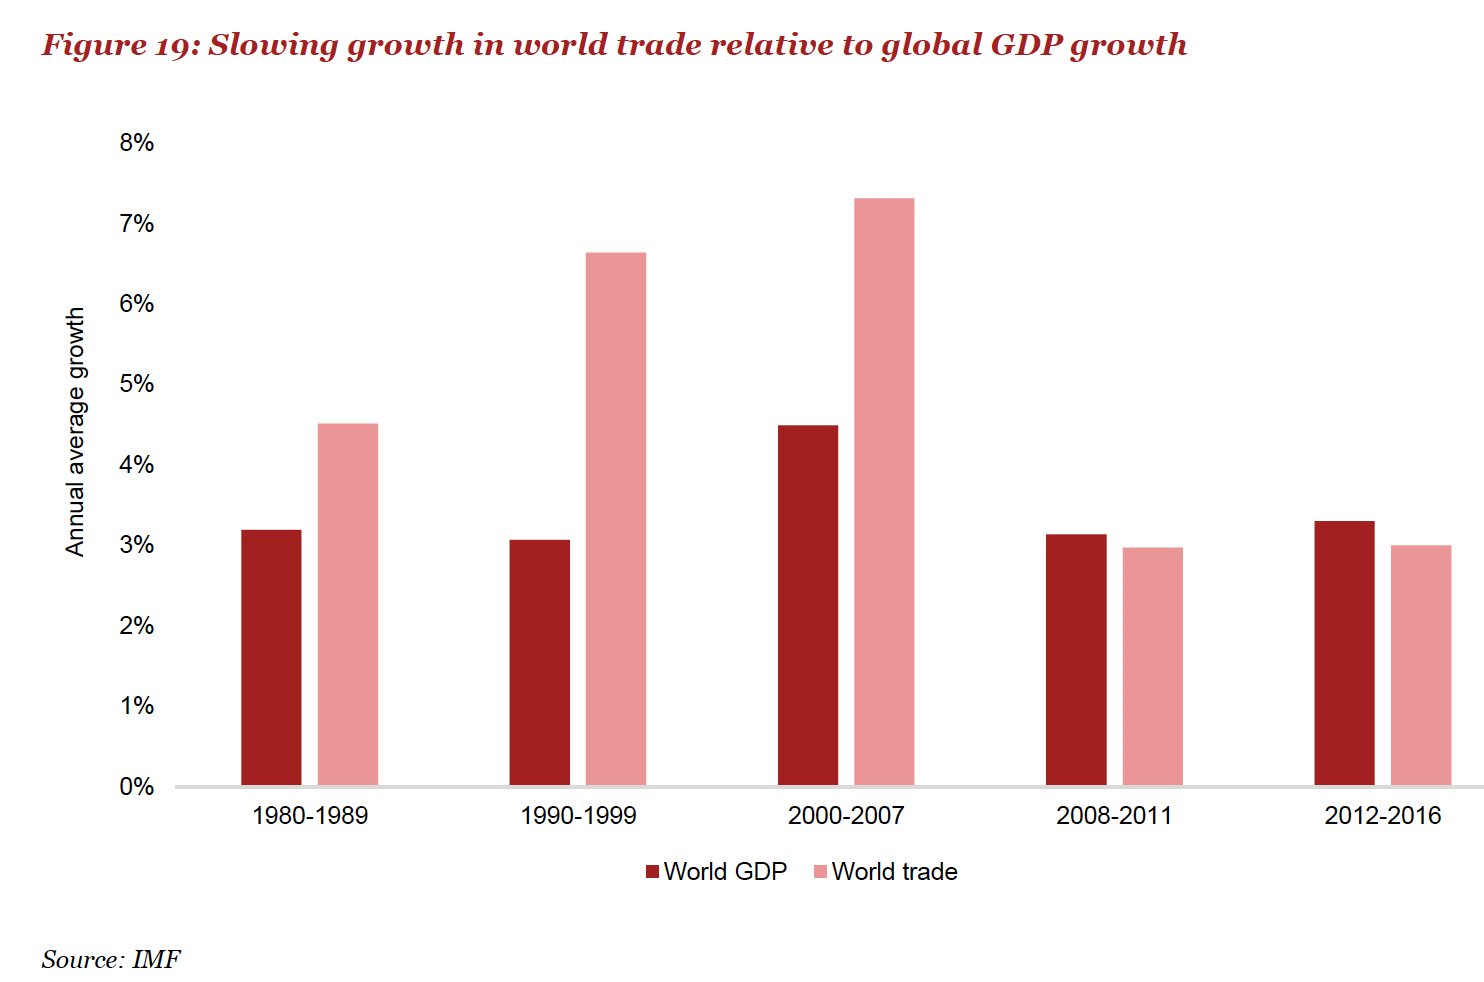 Figure 19: Slowing growth in world trade relative to global GDP growth
8%
7%
6%
5%
4%
3%
2%
1%
0%
Annual average growth
1980-1989 1990-1999 2000-2007 2008-2011 2012-2016
World GDP World trade
Source: IMF